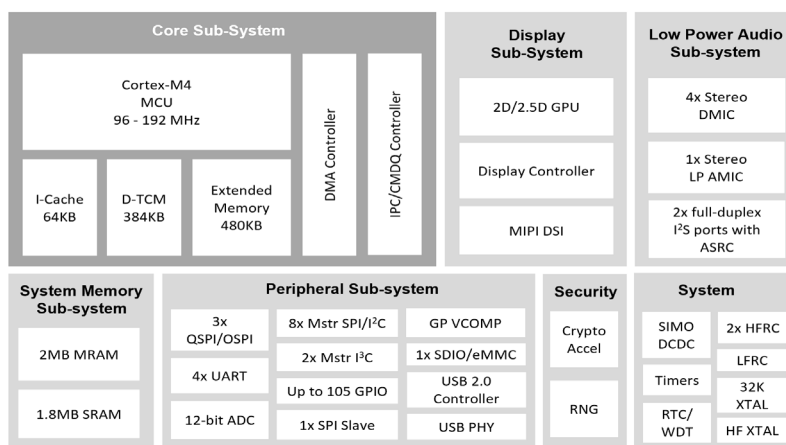 Core Sub-System
Cortex-M4
MCU
96 - 192 MHz
I-Cache
64KB
D-TCM
384KB
Extended
Memory
480KB
DMA Controller
IPC/CMDQ Controller
Display
Sub-System
2D/2.5D GPU
Display Controller
MIPI DSI
Low Power Audio
Sub-system
4x Stereo
DMIC
1x Stereo
LP AMIC
2x full-duplex
I²S ports with
ASRC
System Memory
Sub-system
2MB MRAM
1.8MB SRAM
Peripheral Sub-system
3x
QSPI/OSPI
4x UART
12-bit ADC
8x Mstr SPI/I²C
2x Mstr I³C
Up to 105 GPIO
1x SPI Slave
GP VCOMP
1x SDIO/eMMC
USB 2.0
Controller
USB PHY
Security
Crypto
Accel
RNG
System
SIMO
DCDC
Timers
RTC/
WDT
2x HFRC
LFRC
32K
XTAL
HF XTAL